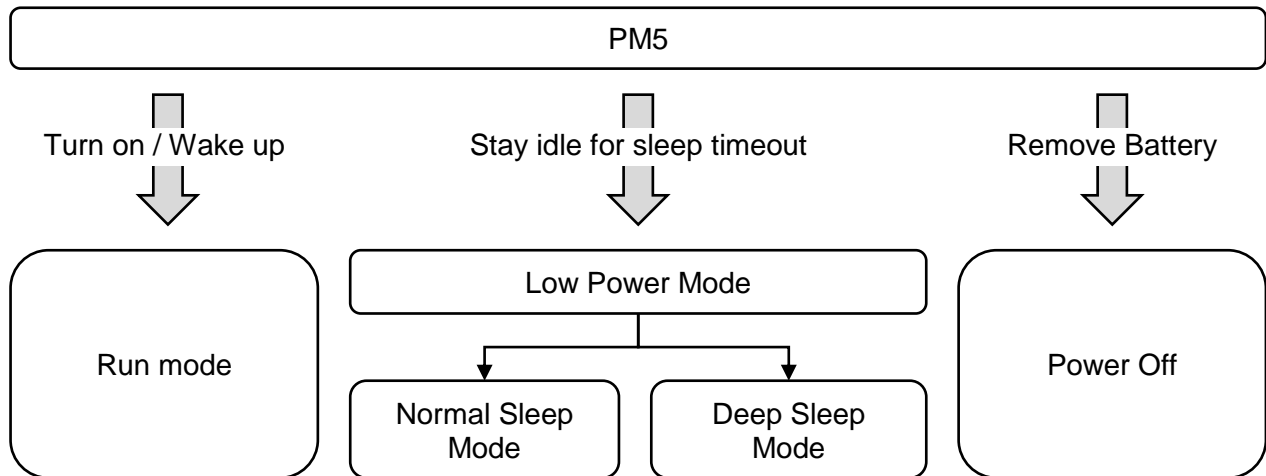 PM5
Turn on / Wake up
Stay idle for sleep timeout
Remove Battery
Run mode
Low Power Mode
Normal Sleep
Mode
Deep Sleep
Mode
Power Off